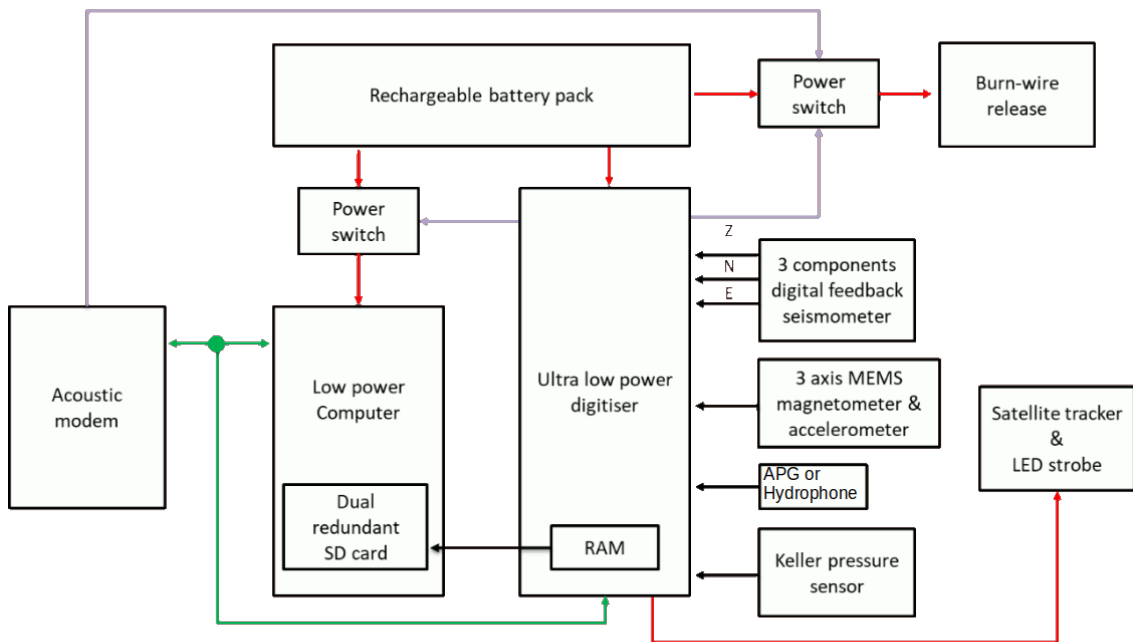 Rechargeable battery pack
Power
switch
Burn-wire
release
Power
switch
Z
N
E
3 components
digital feedback
seismometer
Acoustic
modem
Low power
Computer
Ultra low power
digitiser
3 axis MEMS
magnetometer &
accelerometer
Satellite tracker
&
LED strobe
APG or
Hydrophone
Dual
redundant
SD card
RAM
Keller pressure
sensor